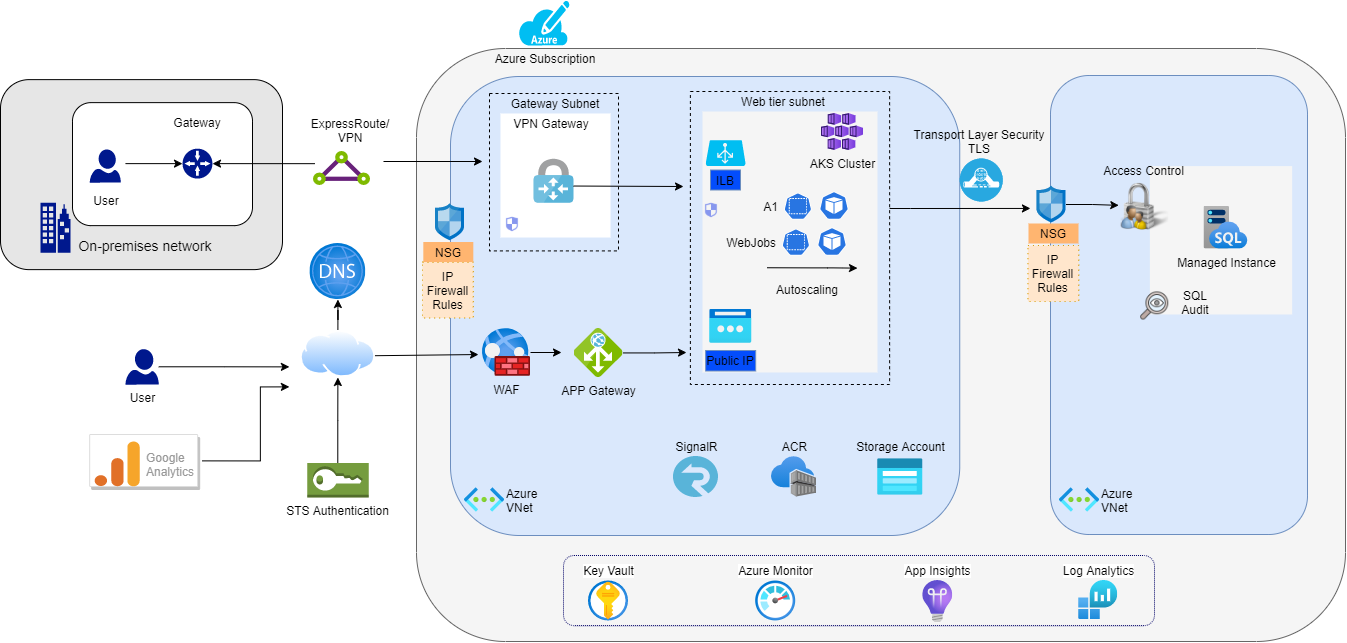 Azure
Azure Subscription
Gateway
User
On-premises network
ExpressRoute/
VPN
Gateway Subnet
VPN Gateway
Web tier subnet
AKS Cluster
ILB
A1
WebJobs
Autoscaling
Public IP
Transport Layer Security
TLS
Access Control
SQL
Managed Instance
SQL
Audit
NSG
IP
Firewall
Rules
NSG
IP
Firewall
Rules
DNS
User
Google
Analytics
STS Authentication
WAF
APP Gateway
SignalR
ACR
Storage Account
Azure
VNet
Azure
VNet
Key Vault
Azure Monitor
App Insights
Log Analytics